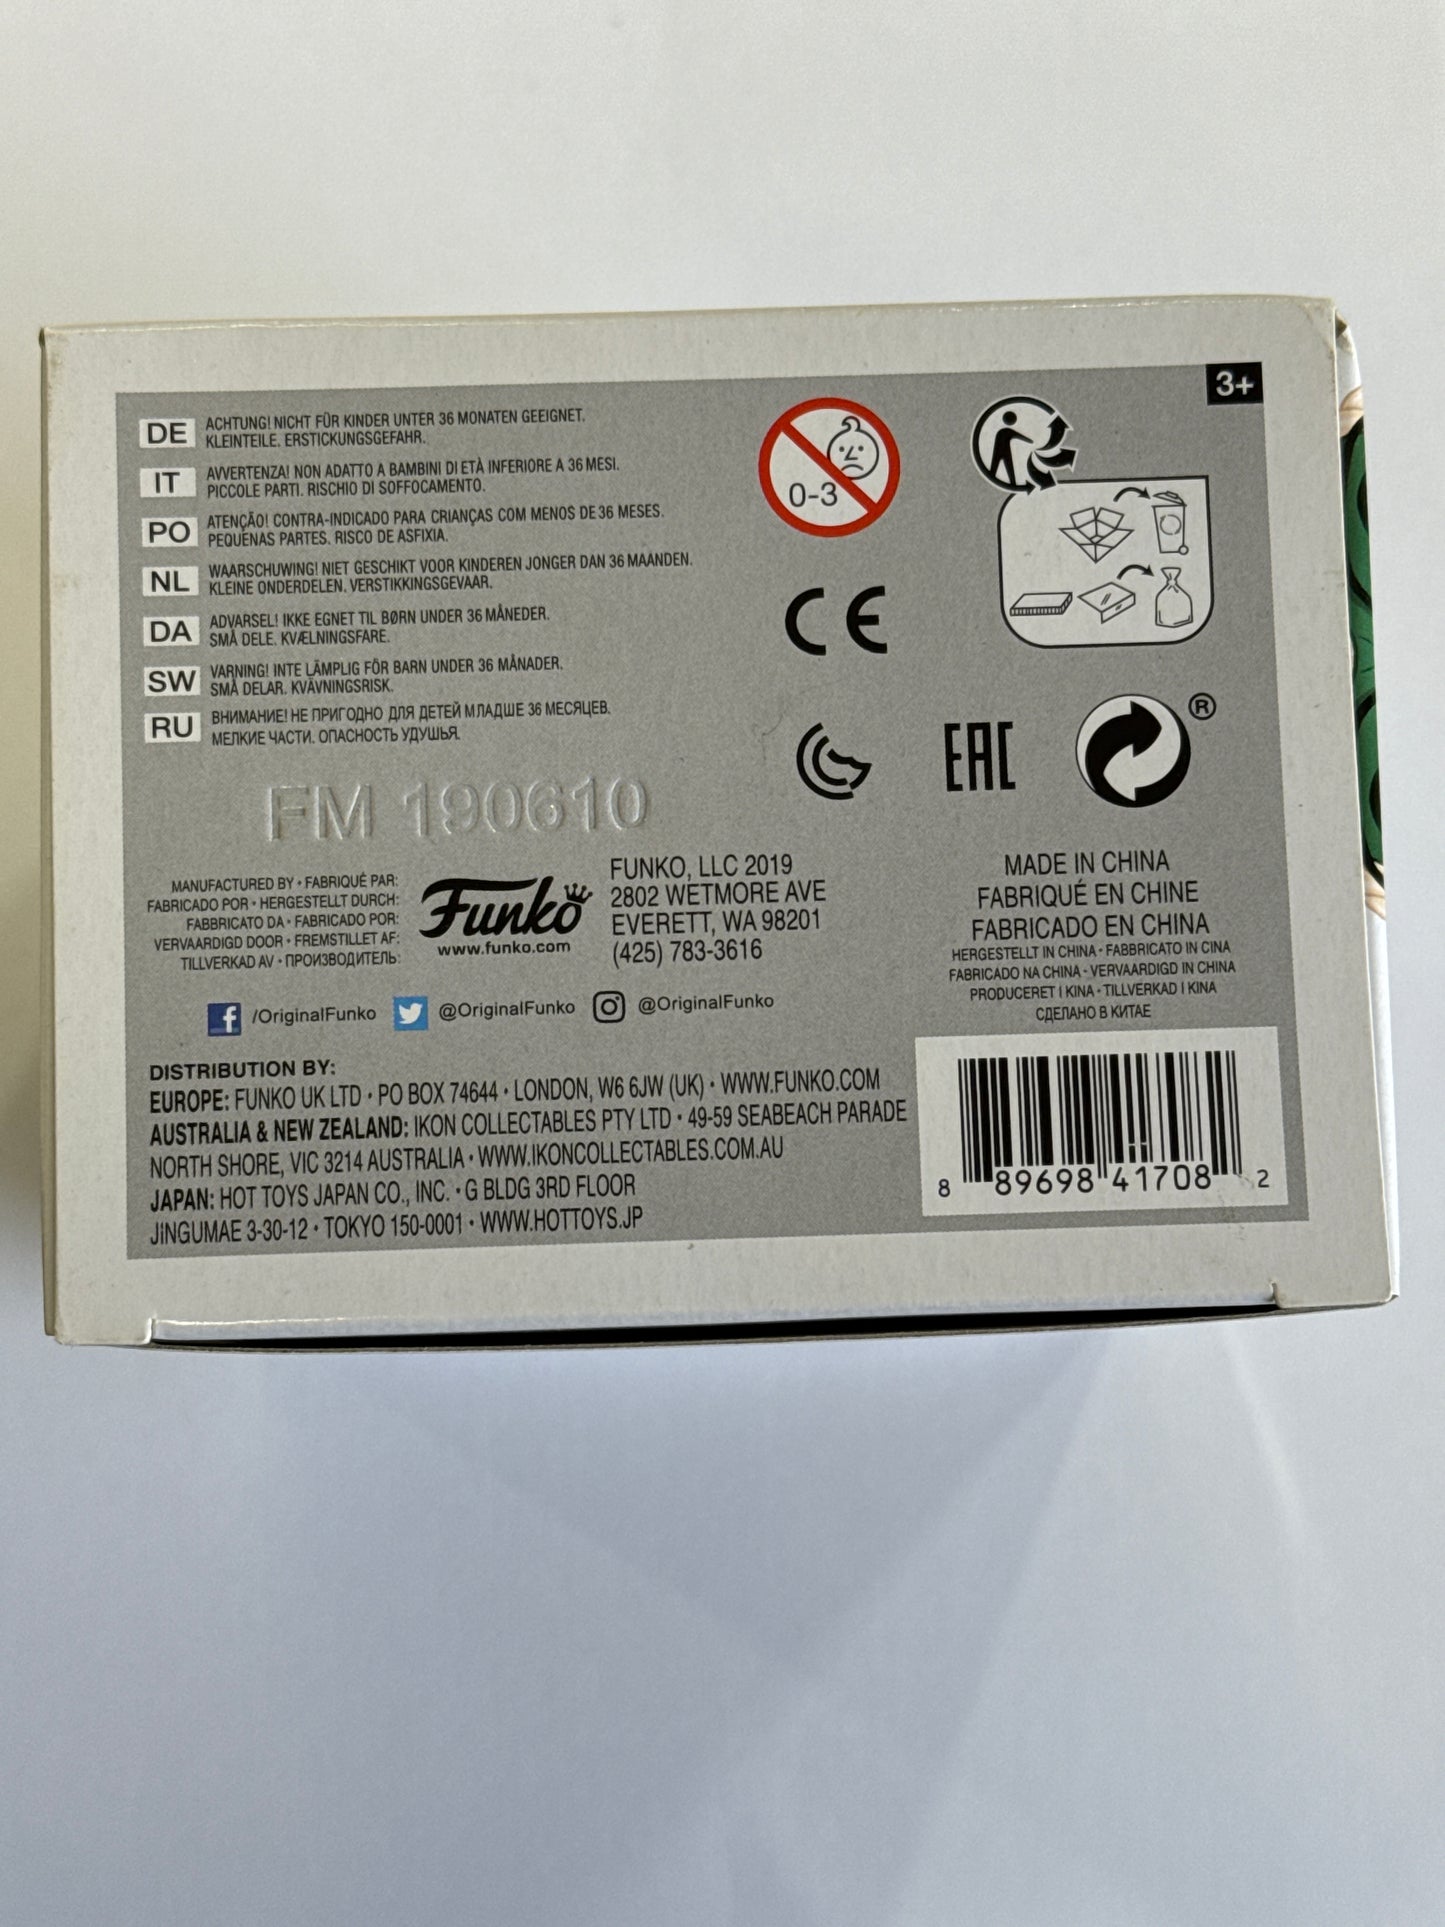 3+
DE ACHTUNG! NICHT FÜR KINDER UNTER 36 MONATEN GEEIGNET.
KLEINTEILE. ERSTICKUNGSGEFAHR.
IT AVVERTENZA! NON ADATTO A BAMBINI DI ETÀ INFERIORE A 36 MESI.
PICCOLE PARTI. RISCHIO DI SOFFOCAMENTO.
PO ATENÇÃO! CONTRA-INDICADO PARA CRIANÇAS COM MENOS DE 36 MESES.
PEQUENAS PARTES. RISCO DE ASFIXIA.
NL WAARSCHUWING! NIET GESCHIKT VOOR KINDEREN JONGER DAN 36 MAANDEN.
KLEINE ONDERDELEN. VERSTIKKINGSGEVAAR.
DA ADVARSEL! IKKE EGNET TIL BØRN UNDER 36 MÅNEDER.
SMÅ DELE. KVÆLNINGSFARE.
SW VARNING! INTE LÄMPLIG FÖR BARN UNDER 36 MÅNADER.
SMÅ DELAR. KVÄVNINGSRISK.
RU ВНИМАНИЕ! НЕ ПРИГОДНО ДЛЯ ДЕТЕЙ МЛАДШЕ 36 МЕСЯЦЕВ.
МЕЛКИЕ ЧАСТИ. ОПАСНОСТЬ УДУШЬЯ.
0-3
CE
EAC
®
FM 190610
MANUFACTURED BY • FABRIQUÉ PAR:
FABRICADO POR • HERGESTELLT DURCH:
FABBRICATO DA • FABRICADO POR:
VERVAARDIGD DOOR • FREMSTILLET AF:
TILLVERKAD AV • ПРОИЗВОДИТЕЛЬ:
Funko
www.funko.com
FUNKO, LLC 2019
2802 WETMORE AVE
EVERETT, WA 98201
(425) 783-3616
MADE IN CHINA
FABRIQUÉ EN CHINE
FABRICADO EN CHINA
HERGESTELLT IN CHINA • FABBRICATO IN CINA
FABRICADO NA CHINA • VERVAARDIGD IN CHINA
PRODUCERET I KINA • TILLVERKAD I KINA
СДЕЛАНО В КИТАЕ
f /OriginalFunko @OriginalFunko @OriginalFunko
DISTRIBUTION BY:
EUROPE: FUNKO UK LTD • PO BOX 74644 • LONDON, W6 6JW (UK) • WWW.FUNKO.COM
AUSTRALIA & NEW ZEALAND: IKON COLLECTABLES PTY LTD • 49-59 SEABEACH PARADE
NORTH SHORE, VIC 3214 AUSTRALIA • WWW.IKONCOLLECTABLES.COM.AU
JAPAN: HOT TOYS JAPAN CO., INC. • G BLDG 3RD FLOOR
JINGUMAE 3-30-12 • TOKYO 150-0001 • WWW.HOTTOYS.JP
8 89698 41708 2